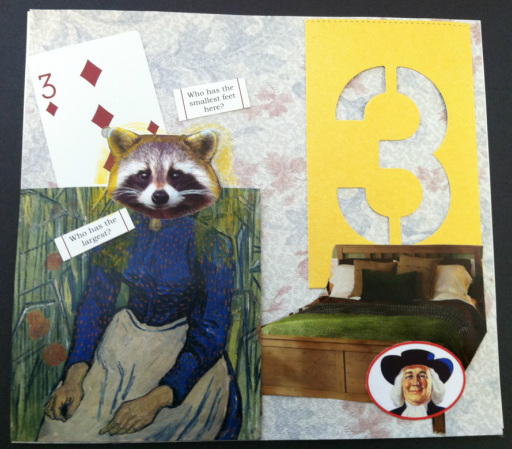 3
Who has the
smallest feet
here?
3
Who has the
largest?